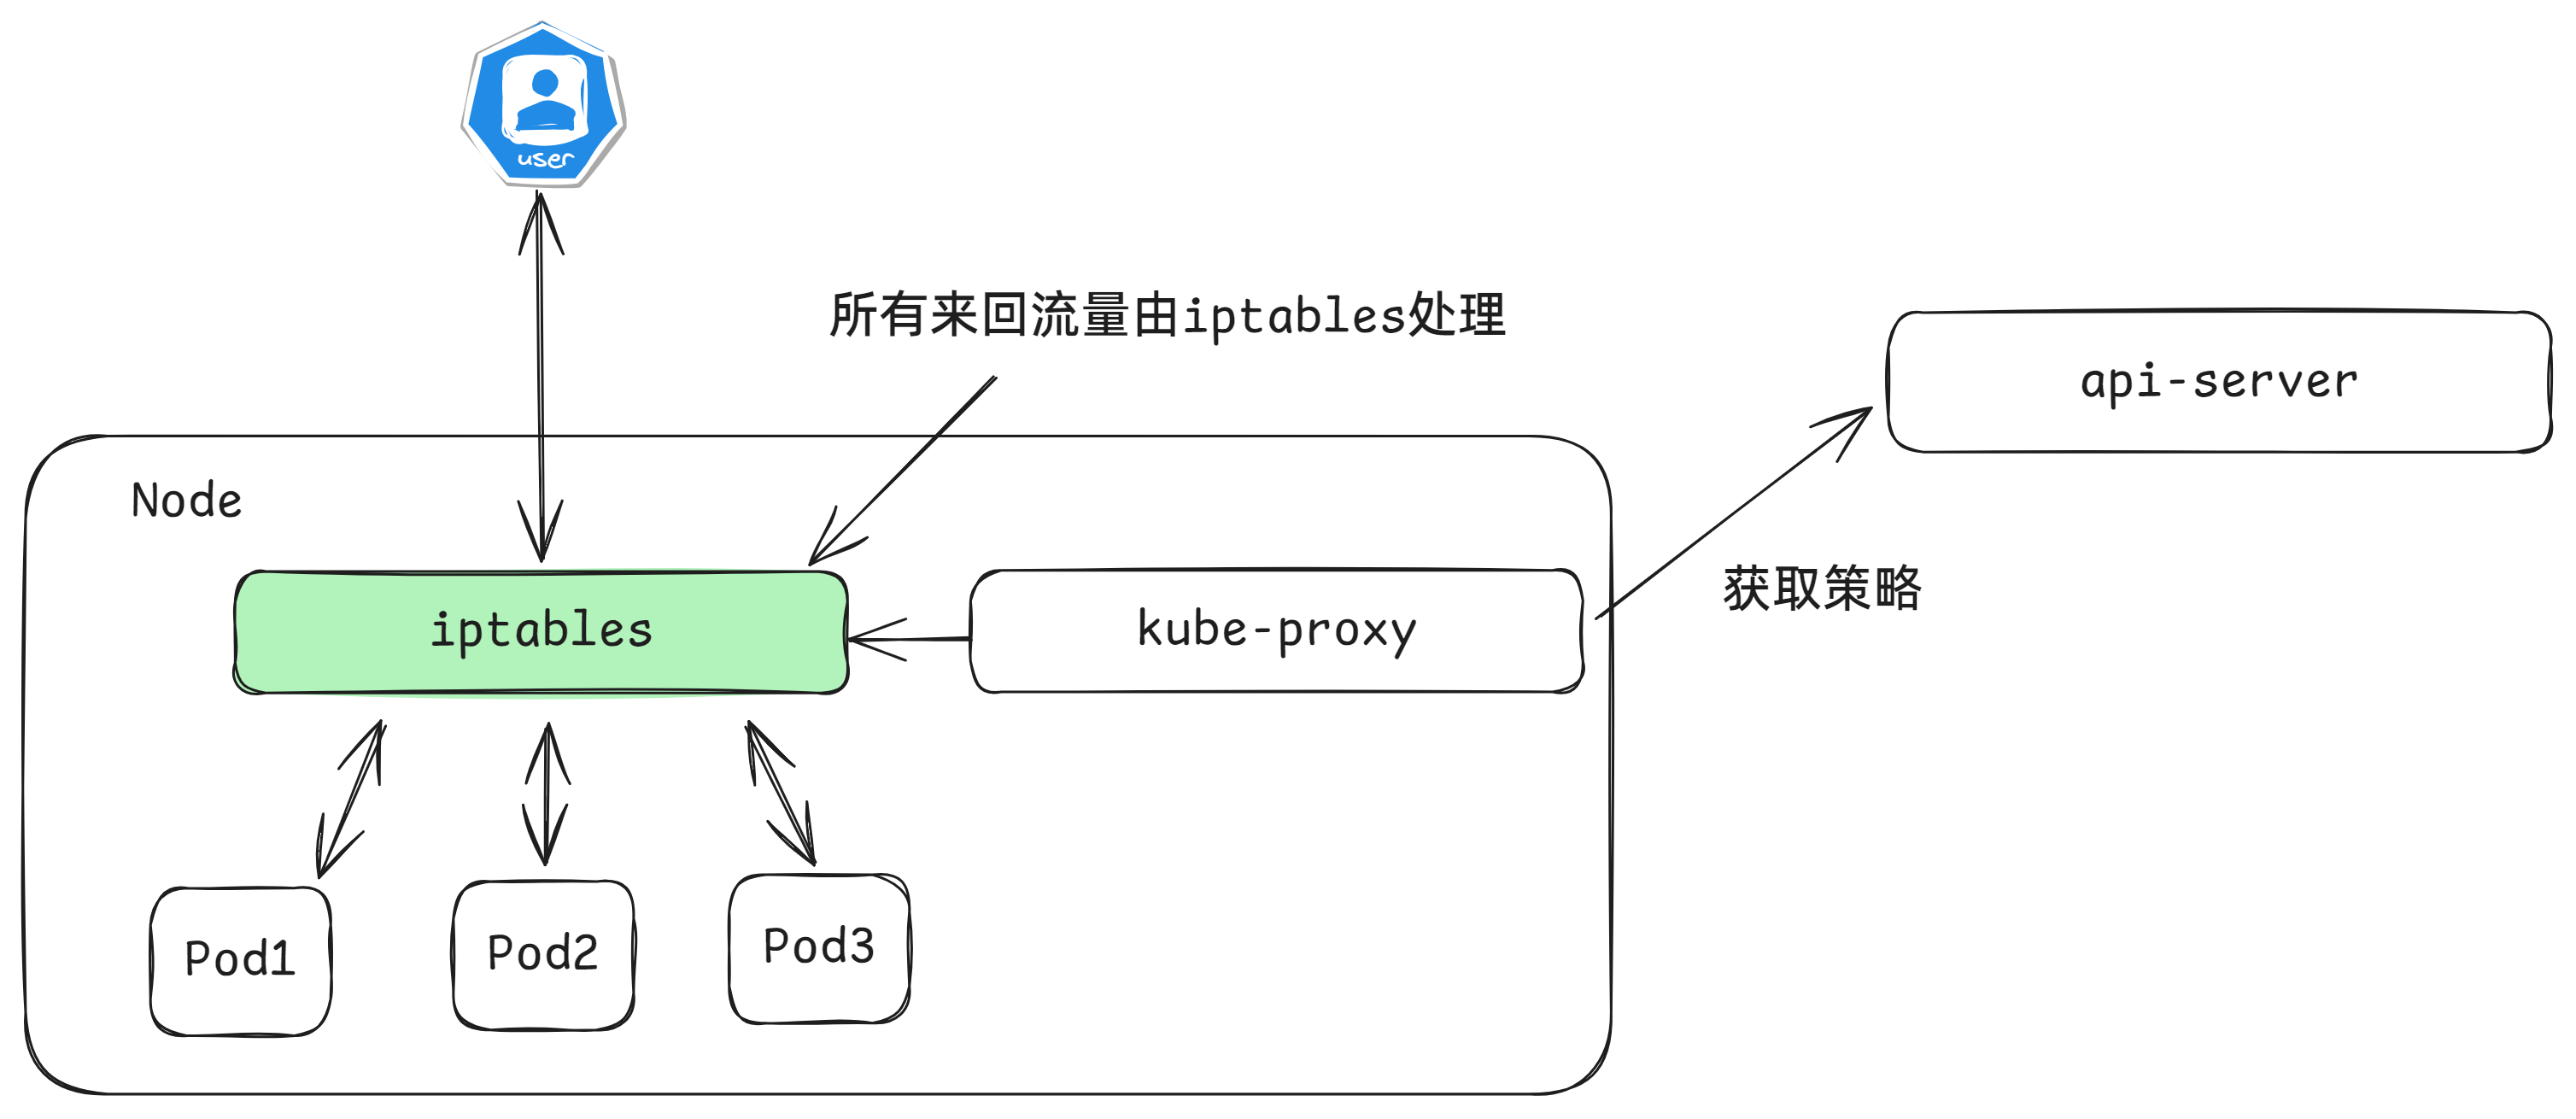 user
所有来回流量由iptables处理
api-server
Node
获取策略
iptables
kube-proxy
Pod1
Pod2
Pod3